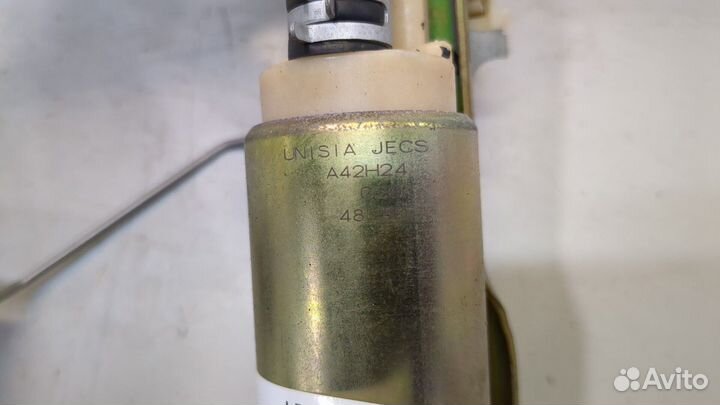 UNISIA JECS
A42H24
48
Avito